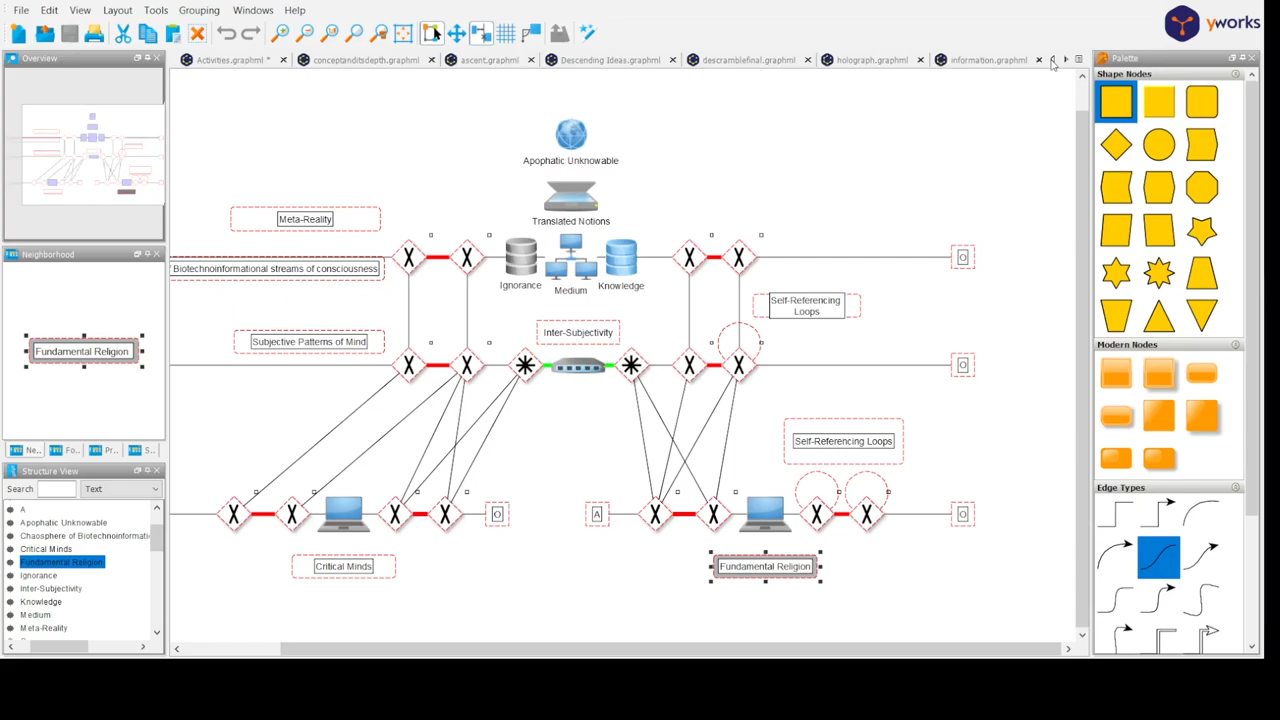 File Edit View Layout Tools Grouping Windows Help
yworks
Overview
Activities.graphml *
conceptanditsdepth.graphml
ascent.graphml
Descending Ideas.graphml
descramblefinal.graphml
holograph.graphml
information.graphml
Palette
Shape Nodes
Apophatic Unknowable
Translated Notions
Meta-Reality
Biotechnoinformational streams of consciousness
Ignorance
Medium
Knowledge
O
Self-Referencing
Loops
Inter-Subjectivity
Subjective Patterns of Mind
O
Self-Referencing Loops
O
A
O
Critical Minds
Fundamental Religion
Neighborhood
Fundamental Religion
Ne...
Fo...
Pr...
S...
Structure View
Search
Text
A
Apophatic Unknowable
Chaosphere of Biotechnoinformati
Critical Minds
Fundamental Religion
Ignorance
Inter-Subjectivity
Knowledge
Medium
Meta-Reality
Modern Nodes
Edge Types